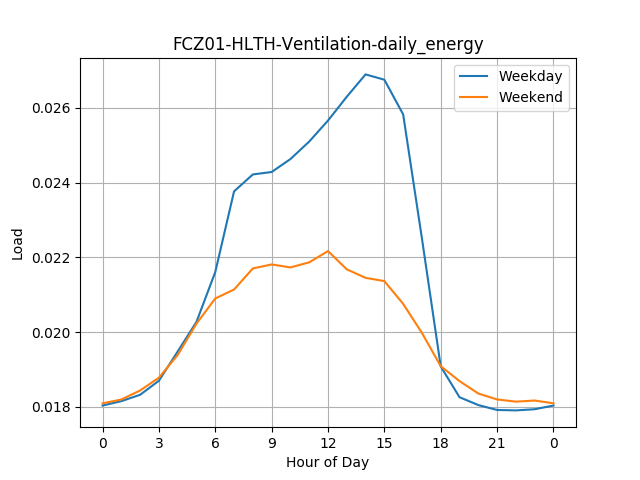 FCZ01-HLTH-Ventilation-daily_energy
Weekday
Weekend
0.026
0.024
0.022
0.020
0.018
Load
0 3 6 9 12 15 18 21 0
Hour of Day